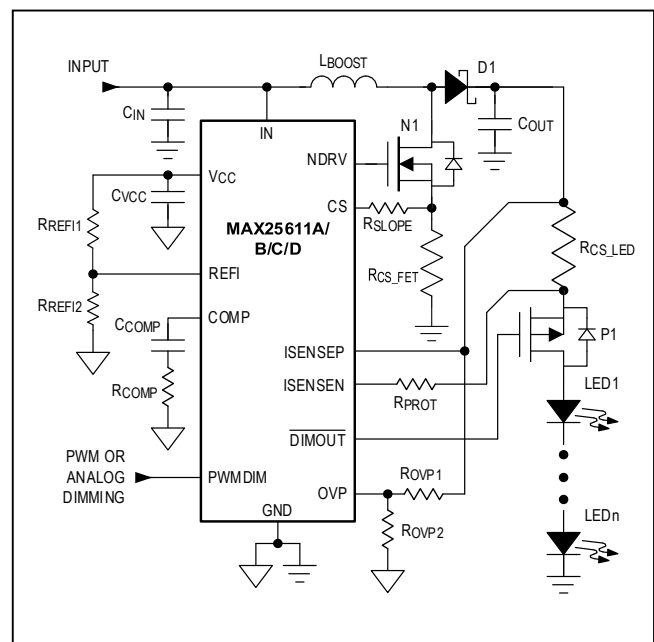 INPUT
LBOOST
D1
CIN
COUT
N1
IN
NDRV
VCC
CVCC
CS
RSLOPE
MAX25611A/
B/C/D
RREFI1
RCS_LED
REFI
RCS_FET
RREFI2
COMP
CCOMP
P1
ISENSEP
RCOMP
ISENSEN
RPROT
LED1
DIMOUT
PWM OR
ANALOG
DIMMING
PWMDIM
ROVP1
OVP
GND
ROVP2
LEDn